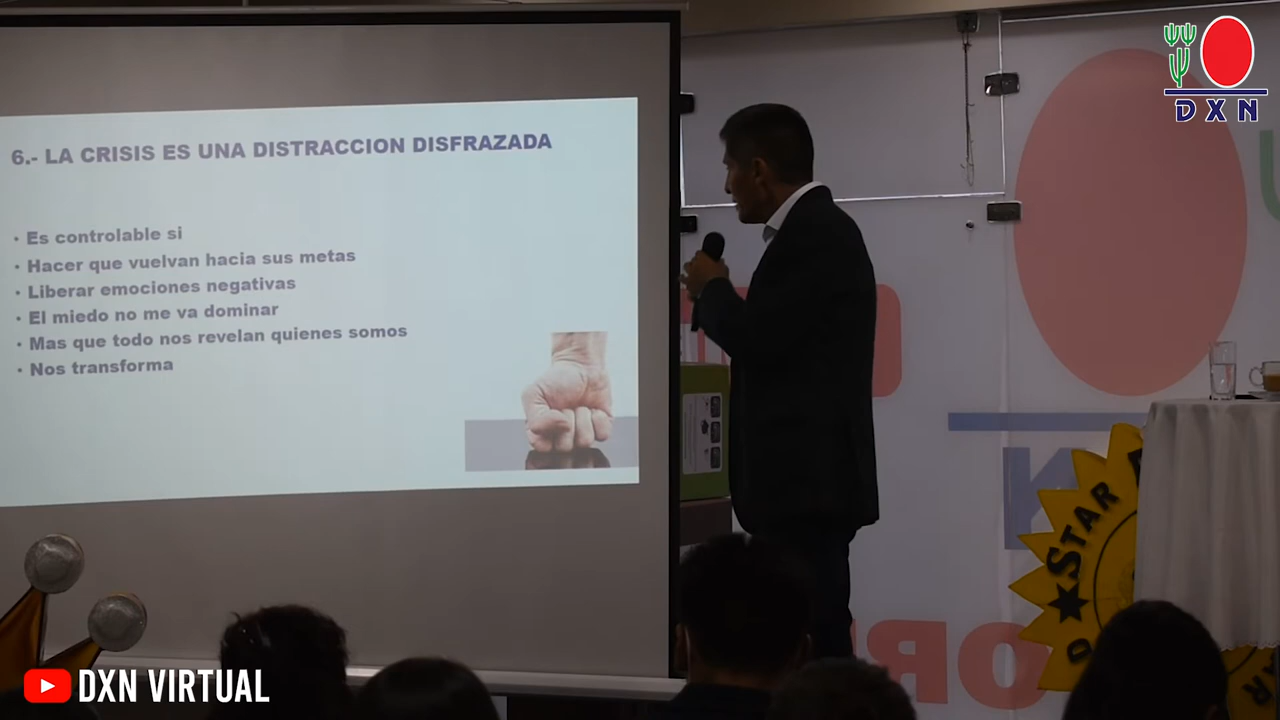 6.- LA CRISIS ES UNA DISTRACCION DISFRAZADA
• Es controlable si
• Hacer que vuelvan hacia sus metas
• Liberar emociones negativas
• El miedo no me va dominar
• Mas que todo nos revelan quienes somos
• Nos transforma
DXN
STAR
DXN VIRTUAL